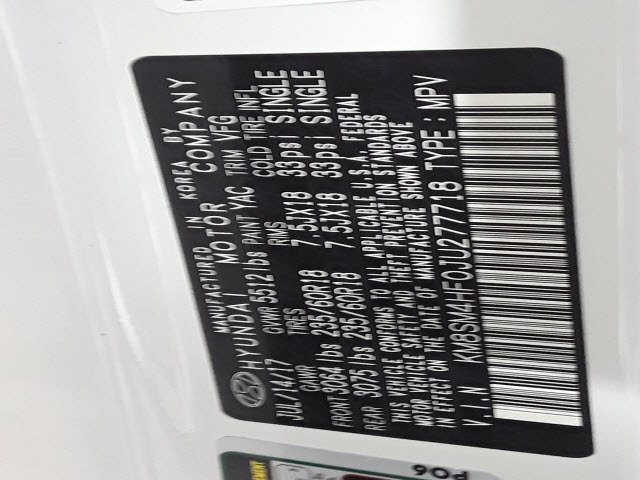 MANUFACTURED IN KOREA BY
HYUNDAI MOTOR COMPANY
JUL/14/17 GVWR 5512 lbs PAINT YAC TRIM VFG
GAWR TIRES RMS COLD TIRE INFL
FRONT 3064 lbs 235/60R18 7.5JX18 33psi SINGLE
REAR 3075 lbs 235/60R18 7.5JX18 33psi SINGLE
THIS VEHICLE CONFORMS TO ALL APPLICABLE U.S.A. FEDERAL
MOTOR VEHICLE SAFETY AND THEFT PREVENTION STANDARDS
IN EFFECT ON THE DATE OF MANUFACTURE SHOWN ABOVE
V.I.N KM8SM4HF0JU277718 TYPE : MPV
P06